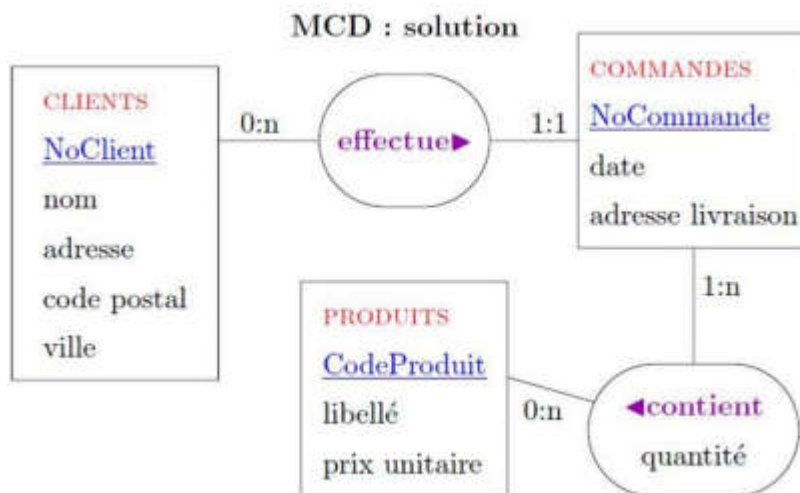 MCD : solution
CLIENTS
NoClient
nom
adresse
code postal
ville
0:n
effectue▶
1:1
COMMANDES
NoCommande
date
adresse livraison
1:n
PRODUITS
CodeProduit
libellé
prix unitaire
0:n
◀contient
quantité